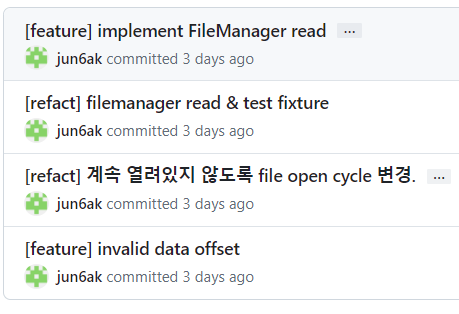 [feature] implement FileManager read ...
jun6ak committed 3 days ago
[refact] filemanager read & test fixture
jun6ak committed 3 days ago
[refact] 계속 열려있지 않도록 file open cycle 변경. ...
jun6ak committed 3 days ago
[feature] invalid data offset
jun6ak committed 3 days ago